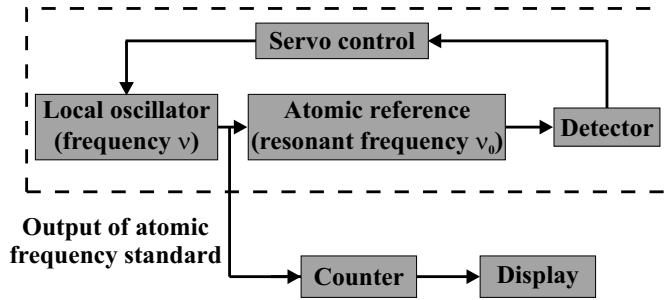 Servo control
Local oscillator
(frequency ν)
Atomic reference
(resonant frequency ν₀)
Detector
Output of atomic
frequency standard
Counter
Display